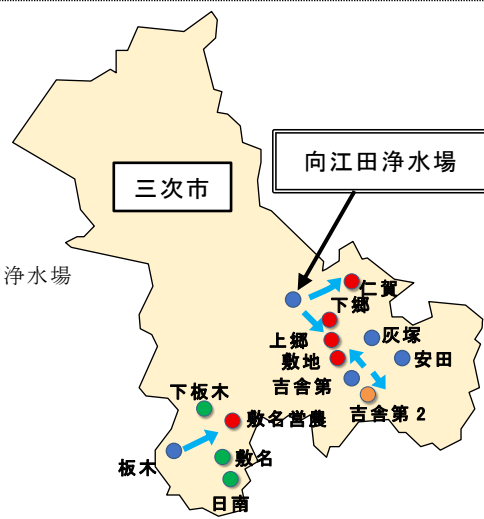 向江田浄水場
三次市
浄水場
仁賀
下郷
上郷
灰塚
敷地
安田
吉舎第
吉舎第2
下板木
敷名営農
板木
敷名
日南